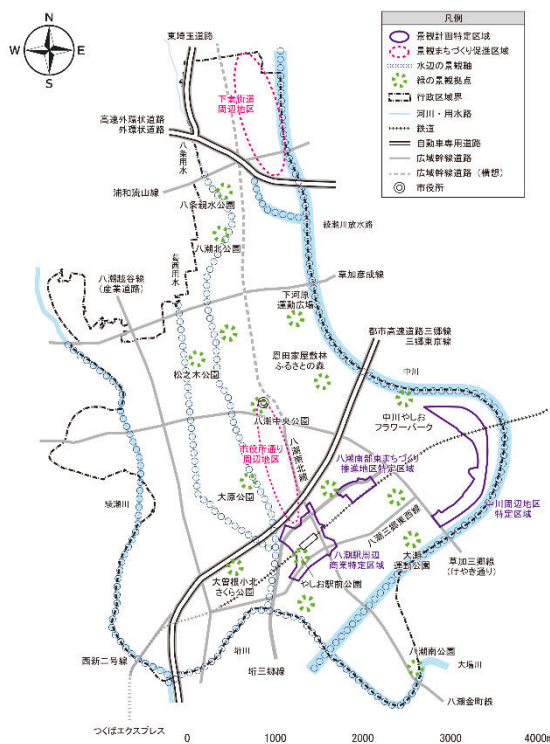 凡例
景観計画特定区域
景観まちづくり促進区域
水辺の景観軸
緑の景観拠点
行政区域界
河川・用水路
鉄道
自動車専用道路
広域幹線道路
広域幹線道路(構想)
市役所
N
W
E
S
東埼玉道路
下妻街道
周辺地区
高速外環状道路
外環状道路
八条用水
浦和流山線
八条親水公園
綾瀬川放水路
八潮北公園
葛西用水
八潮越谷線
(産業道路)
草加彦成線
下河原
運動広場
都市高速道路三郷線
三郷東京線
恩田家屋敷林
ふるさとの森
松之木公園
中川
中川やしお
フラワーパーク
八潮中央公園
市役所通り
周辺地区
八潮南北線
八潮南部東まちづくり
推進地区特定区域
大原公園
綾瀬川
中川周辺地区
特定区域
八潮三郷東西線
八潮駅周辺
商業特定区域
大瀬
運動公園
草加三郷線
(けやき通り)
大曽根小北
さくら公園
やしお駅前公園
八潮南公園
大場川
西新二号線
垳川
垳三郷線
八潮金町線
つくばエクスプレス
0
1000
2000
3000
4000m